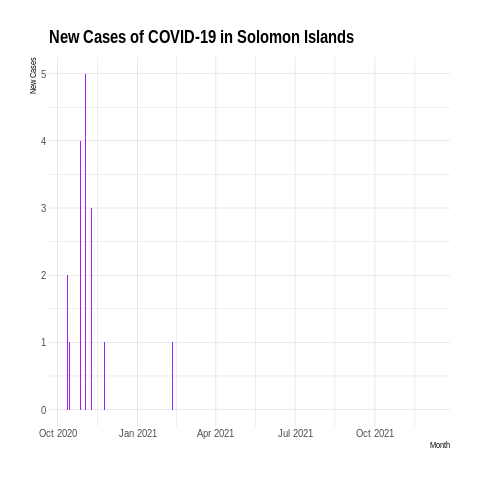 New Cases of COVID-19 in Solomon Islands
New Cases
5
4
3
2
1
0
Oct 2020 Jan 2021 Apr 2021 Jul 2021 Oct 2021
Month